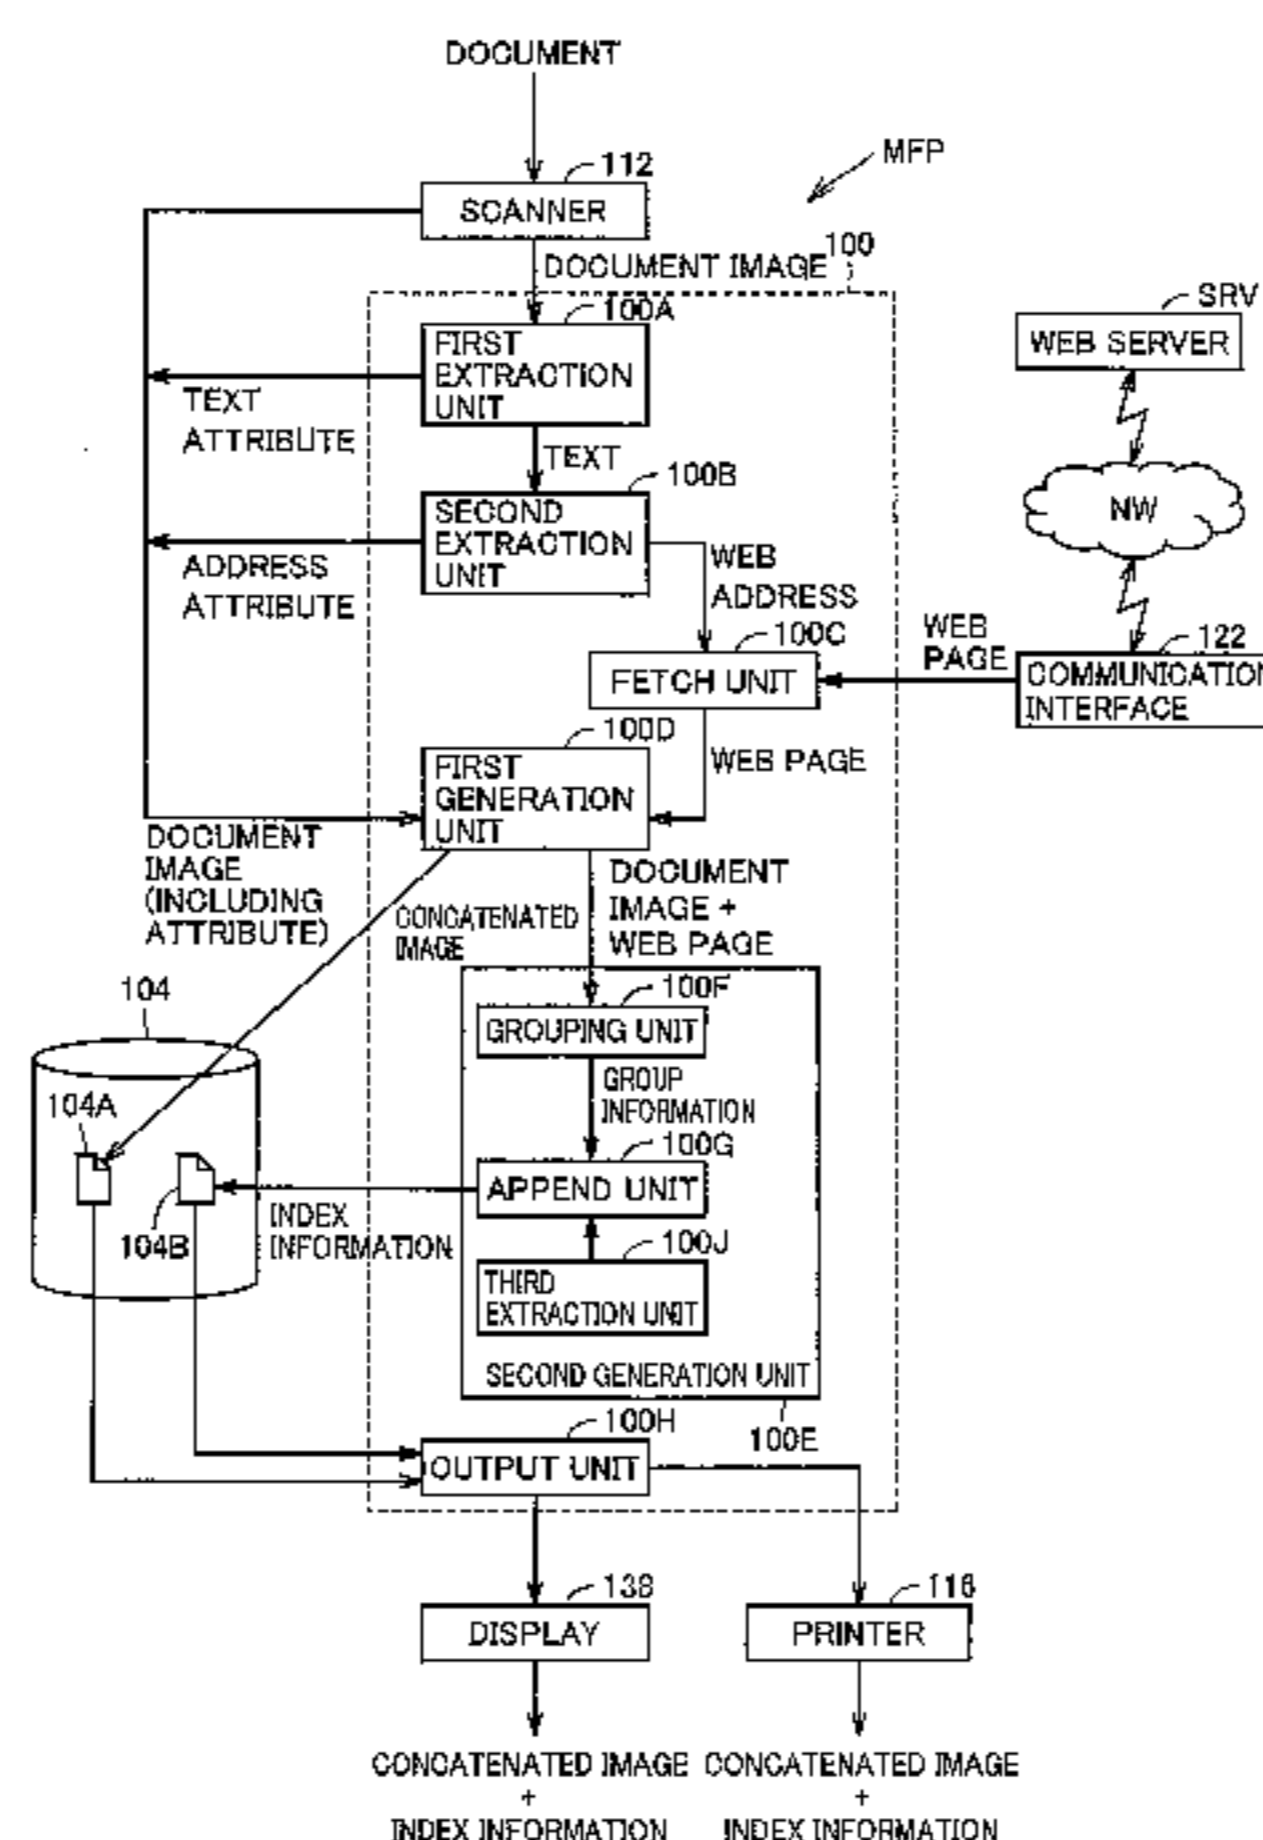 DOCUMENT
MFP
112
SCANNER
100
DOCUMENT IMAGE
SRV
WEB SERVER
100A
FIRST
EXTRACTION
UNIT
TEXT
ATTRIBUTE
TEXT
100B
SECOND
EXTRACTION
UNIT
NW
ADDRESS
ATTRIBUTE
WEB
ADDRESS
100C
FETCH UNIT
WEB
PAGE
122
COMMUNICATION
INTERFACE
100D
FIRST
GENERATION
UNIT
WEB PAGE
DOCUMENT
IMAGE
(INCLUDING
ATTRIBUTE)
CONCATENATED
IMAGE
DOCUMENT
IMAGE +
WEB PAGE
104
100F
GROUPING UNIT
GROUP
INFORMATION
104A
100G
APPEND UNIT
104B
INDEX
INFORMATION
100J
THIRD
EXTRACTION UNIT
SECOND GENERATION UNIT
100E
100H
OUTPUT UNIT
138
DISPLAY
116
PRINTER
CONCATENATED IMAGE
+
INDEX INFORMATION
CONCATENATED IMAGE
+
INDEX INFORMATION